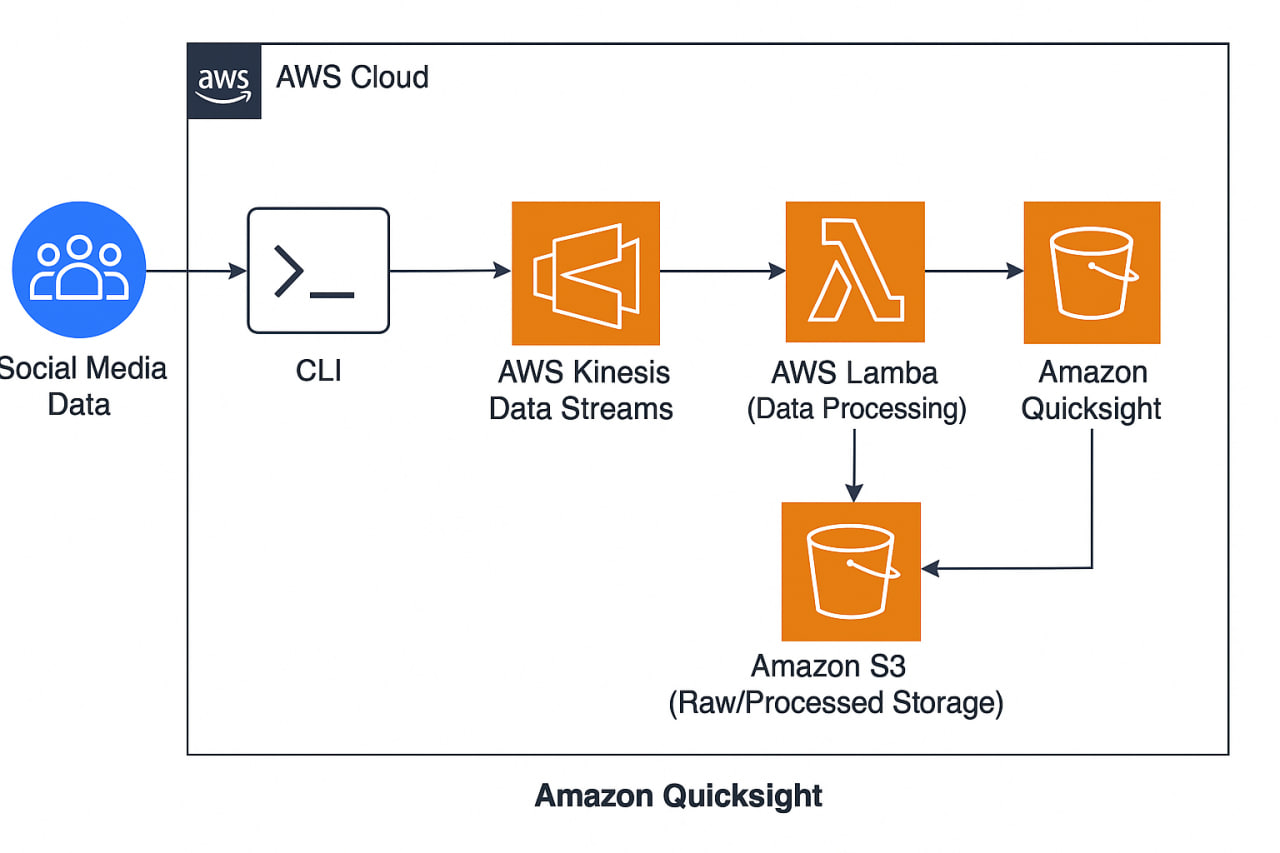 aws
AWS Cloud
Social Media
Data
CLI
AWS Kinesis
Data Streams
AWS Lamba
(Data Processing)
Amazon
Quicksight
Amazon S3
(Raw/Processed Storage)
Amazon Quicksight